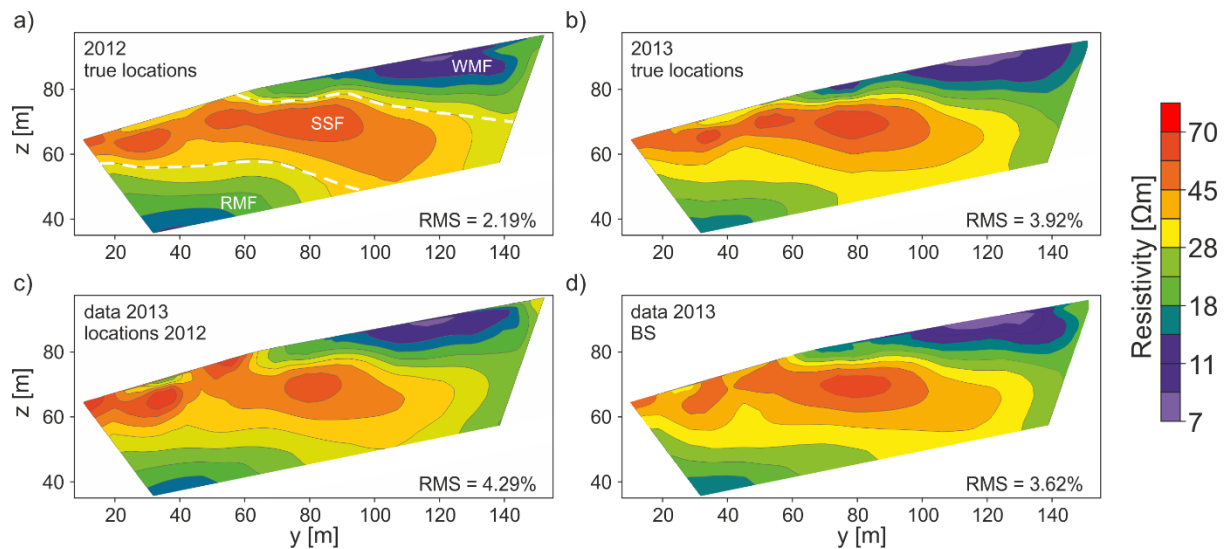 a)
2012
true locations
WMF
SSF
RMF
RMS = 2.19%
z [m]
80
60
40
20 40 60 80 100 120 140
b)
2013
true locations
RMS = 3.92%
z [m]
80
60
40
20 40 60 80 100 120 140
c)
data 2013
locations 2012
RMS = 4.29%
z [m]
80
60
40
20 40 60 80 100 120 140
y [m]
d)
data 2013
BS
RMS = 3.62%
z [m]
80
60
40
20 40 60 80 100 120 140
y [m]
Resistivity [Ωm]
70
45
28
18
11
7